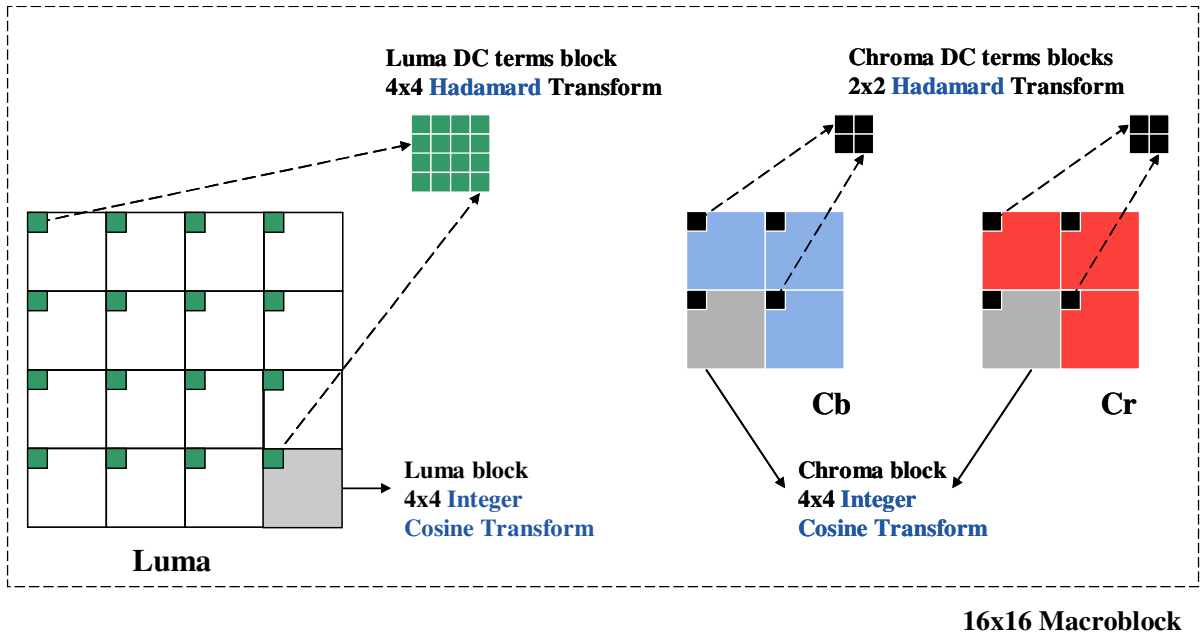 Luma DC terms block
4x4 Hadamard Transform
Chroma DC terms blocks
2x2 Hadamard Transform
Cb
Cr
Luma block
4x4 Integer
Cosine Transform
Chroma block
4x4 Integer
Cosine Transform
Luma
16x16 Macroblock